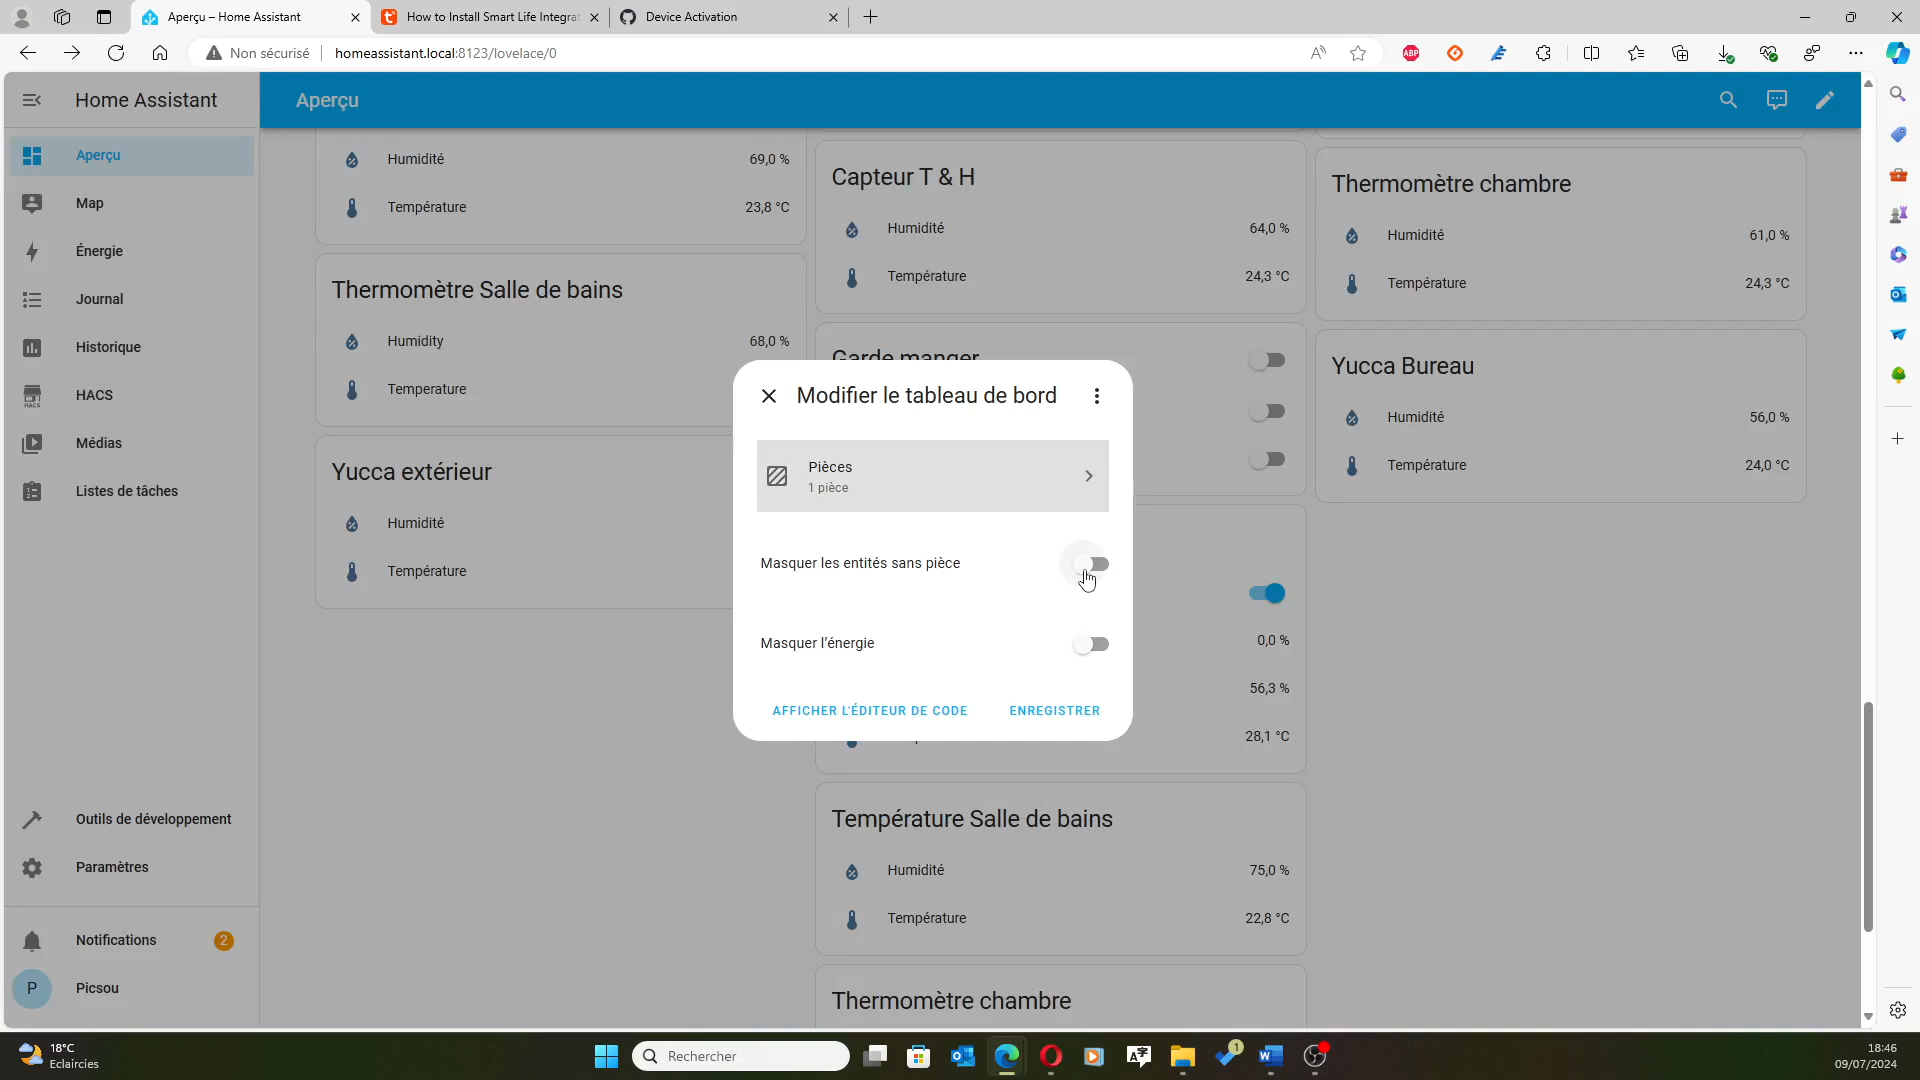 Aperçu – Home Assistant
How to Install Smart Life Integrat
Device Activation
Non sécurisé
homeassistant.local:8123/lovelace/0
ABP
Home Assistant
Aperçu
Aperçu
Map
Énergie
Journal
Historique
HACS
HACS
Médias
Listes de tâches
Outils de développement
Paramètres
Notifications
2
P
Picsou
Humidité
69,0 %
Température
23,8 °C
Thermomètre Salle de bains
Humidity
68,0 %
Temperature
Yucca extérieur
Humidité
Température
Capteur T & H
Humidité
64,0 %
Température
24,3 °C
Garde manger
0,0 %
56,3 %
28,1 °C
Température Salle de bains
Humidité
75,0 %
Température
22,8 °C
Thermomètre chambre
Thermomètre chambre
Humidité
61,0 %
Température
24,3 °C
Yucca Bureau
Humidité
56,0 %
Température
24,0 °C
Modifier le tableau de bord
Pièces
1 pièce
Masquer les entités sans pièce
Masquer l'énergie
AFFICHER L'ÉDITEUR DE CODE
ENREGISTRER
18°C
Eclaircies
Rechercher
1
18:46
09/07/2024